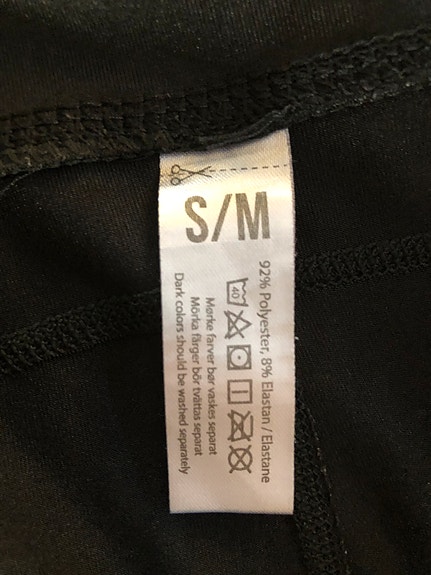 S/M
92% Polyester, 8% Elastan / Elastane
40
Mørke farver bør vaskes separat
Mörka färger bör tvättas separat
Dark colors should be washed separately